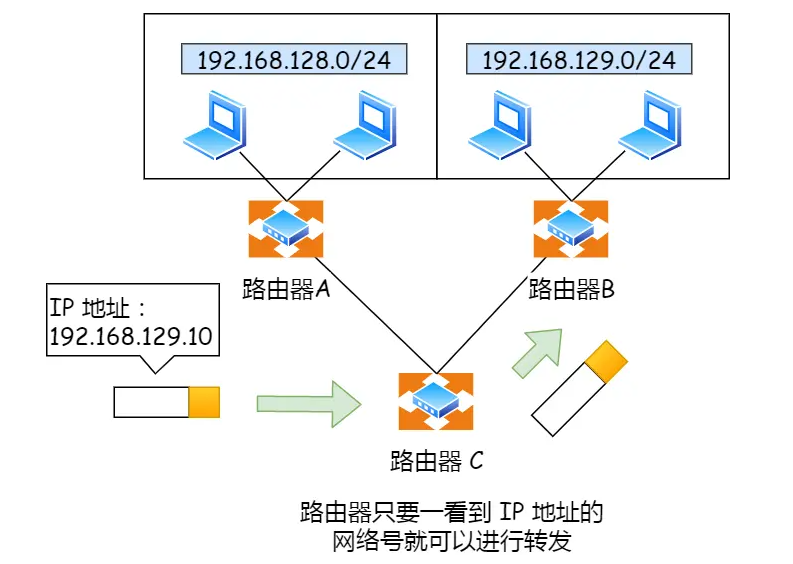 192.168.128.0/24
192.168.129.0/24
路由器A
路由器B
IP 地址：
192.168.129.10
路由器 C
路由器只要一看到 IP 地址的
网络号就可以进行转发